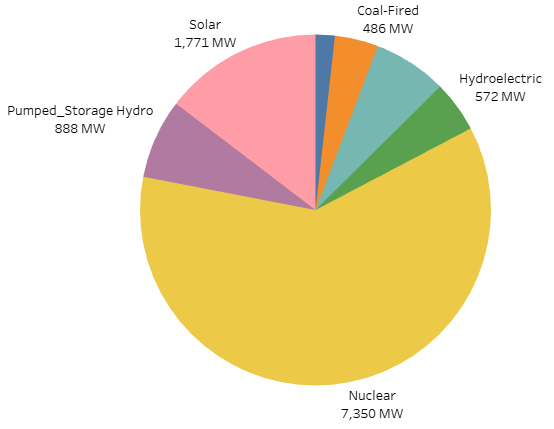 Coal-Fired
486 MW
Solar
1,771 MW
Hydroelectric
572 MW
Pumped_Storage Hydro
888 MW
Nuclear
7,350 MW